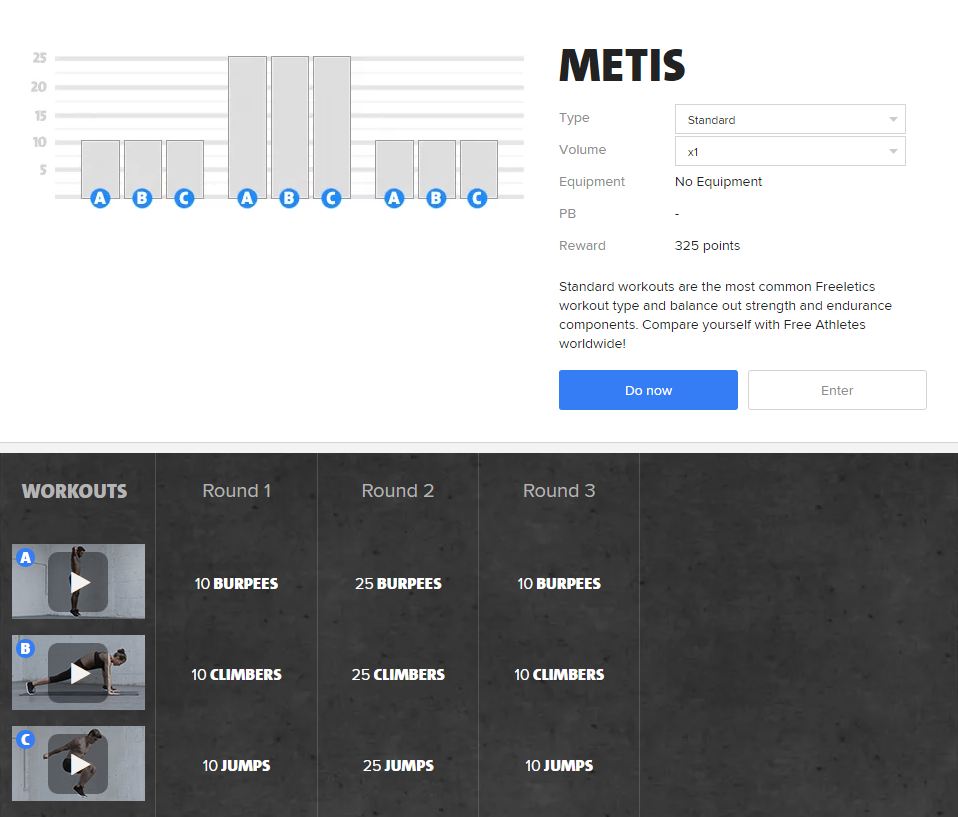 25
20
15
10
5
A B C A B C A B C
METIS
Type Standard
Volume x1
Equipment No Equipment
PB -
Reward 325 points
Standard workouts are the most common Freeletics
workout type and balance out strength and endurance
components. Compare yourself with Free Athletes
worldwide!
Do now Enter
WORKOUTS Round 1 Round 2 Round 3
A
10 BURPEES 25 BURPEES 10 BURPEES
B
10 CLIMBERS 25 CLIMBERS 10 CLIMBERS
C
10 JUMPS 25 JUMPS 10 JUMPS